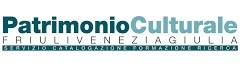 PatrimonioCulturale
FRIULIVENEZIAGIULIA
SERVIZIO CATALOGAZIONE FORMAZIONE RICERCA